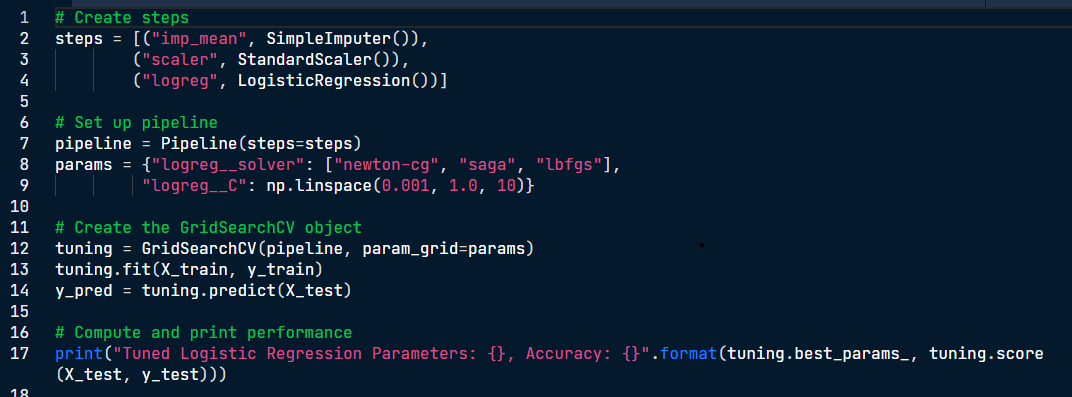 1 # Create steps
2 steps = [("imp_mean", SimpleImputer()),
3         ("scaler", StandardScaler()),
4         ("logreg", LogisticRegression())]
5
6 # Set up pipeline
7 pipeline = Pipeline(steps=steps)
8 params = {"logreg__solver": ["newton-cg", "saga", "lbfgs"],
9          "logreg__C": np.linspace(0.001, 1.0, 10)}
10
11 # Create the GridSearchCV object
12 tuning = GridSearchCV(pipeline, param_grid=params)
13 tuning.fit(X_train, y_train)
14 y_pred = tuning.predict(X_test)
15
16 # Compute and print performance
17 print("Tuned Logistic Regression Parameters: {}, Accuracy: {}".format(tuning.best_params_, tuning.score
(X_test, y_test)))
18